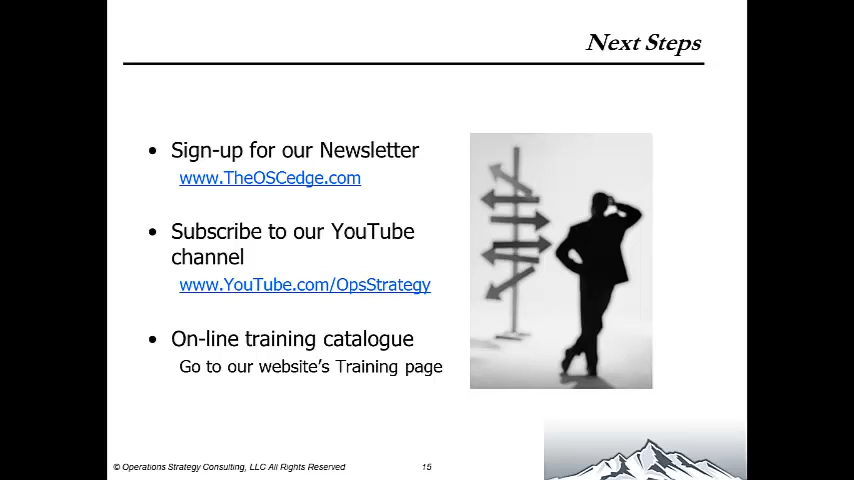 Next Steps
• Sign-up for our Newsletter
www.TheOSCedge.com
• Subscribe to our YouTube
channel
www.YouTube.com/OpsStrategy
• On-line training catalogue
Go to our website's Training page
© Operations Strategy Consulting, LLC All Rights Reserved
15